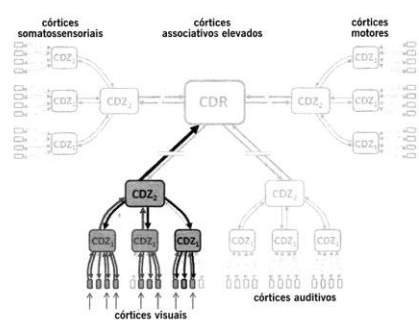 córtices
somatossensoriais
córtices
associativos elevados
córtices
motores
CDZ₁
CDZ₁
CDZ₁
CDZ₂
CDR
CDZ₂
CDZ₁
CDZ₁
CDZ₁
CDZ₂
CDZ₂
CDZ₁
CDZ₁
CDZ₁
CDZ₁
CDZ₁
CDZ₁
córtices visuais
córtices auditivos